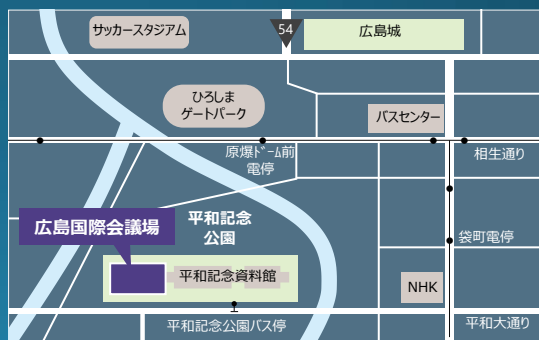 サッカースタジアム
54
広島城
ひろしま
ゲートパーク
バスセンター
原爆ドーム前
電停
相生通り
広島国際会議場
平和記念
公園
袋町電停
平和記念資料館
NHK
平和記念公園バス停
平和大通り